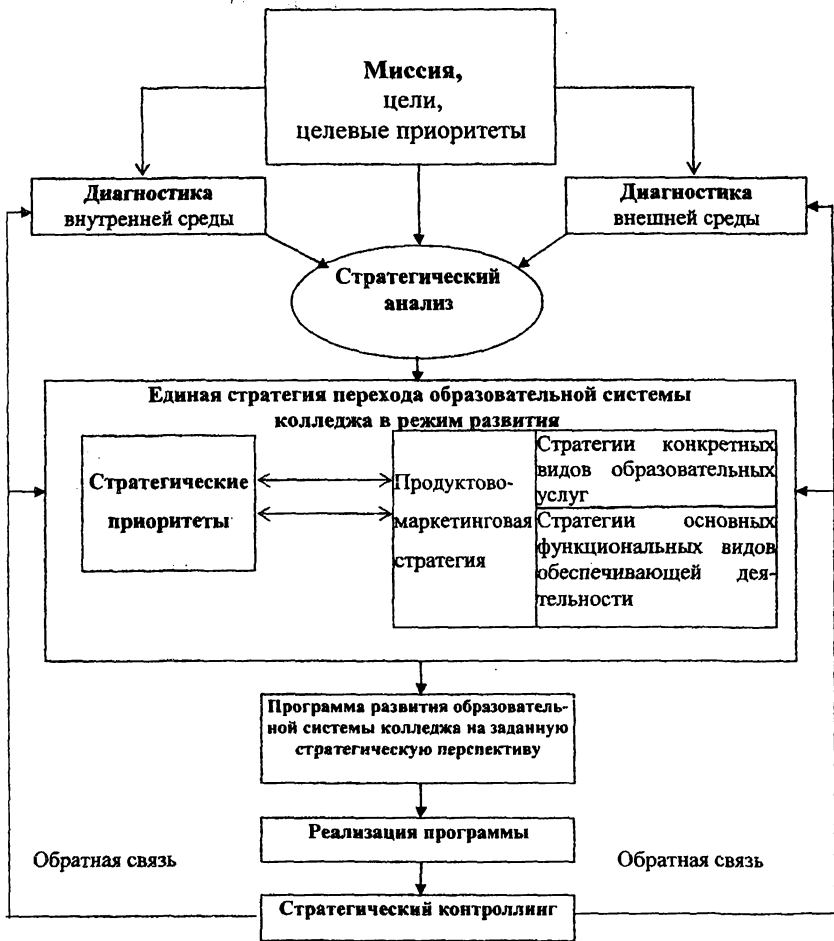 Миссия,
цели,
целевые приоритеты
Диагностика
внутренней среды
Диагностика
внешней среды
Стратегический
анализ
Единая стратегия перехода образовательной системы
колледжа в режим развития
Стратегические
приоритеты
Продуктово-
маркетинговая
стратегия
Стратегии конкретных
видов образовательных
услуг
Стратегии основных
функциональных видов
обеспечивающей дея-
тельности
Программа развития образователь-
ной системы колледжа на заданную
стратегическую перспективу
Реализация программы
Обратная связь
Обратная связь
Стратегический контроллинг